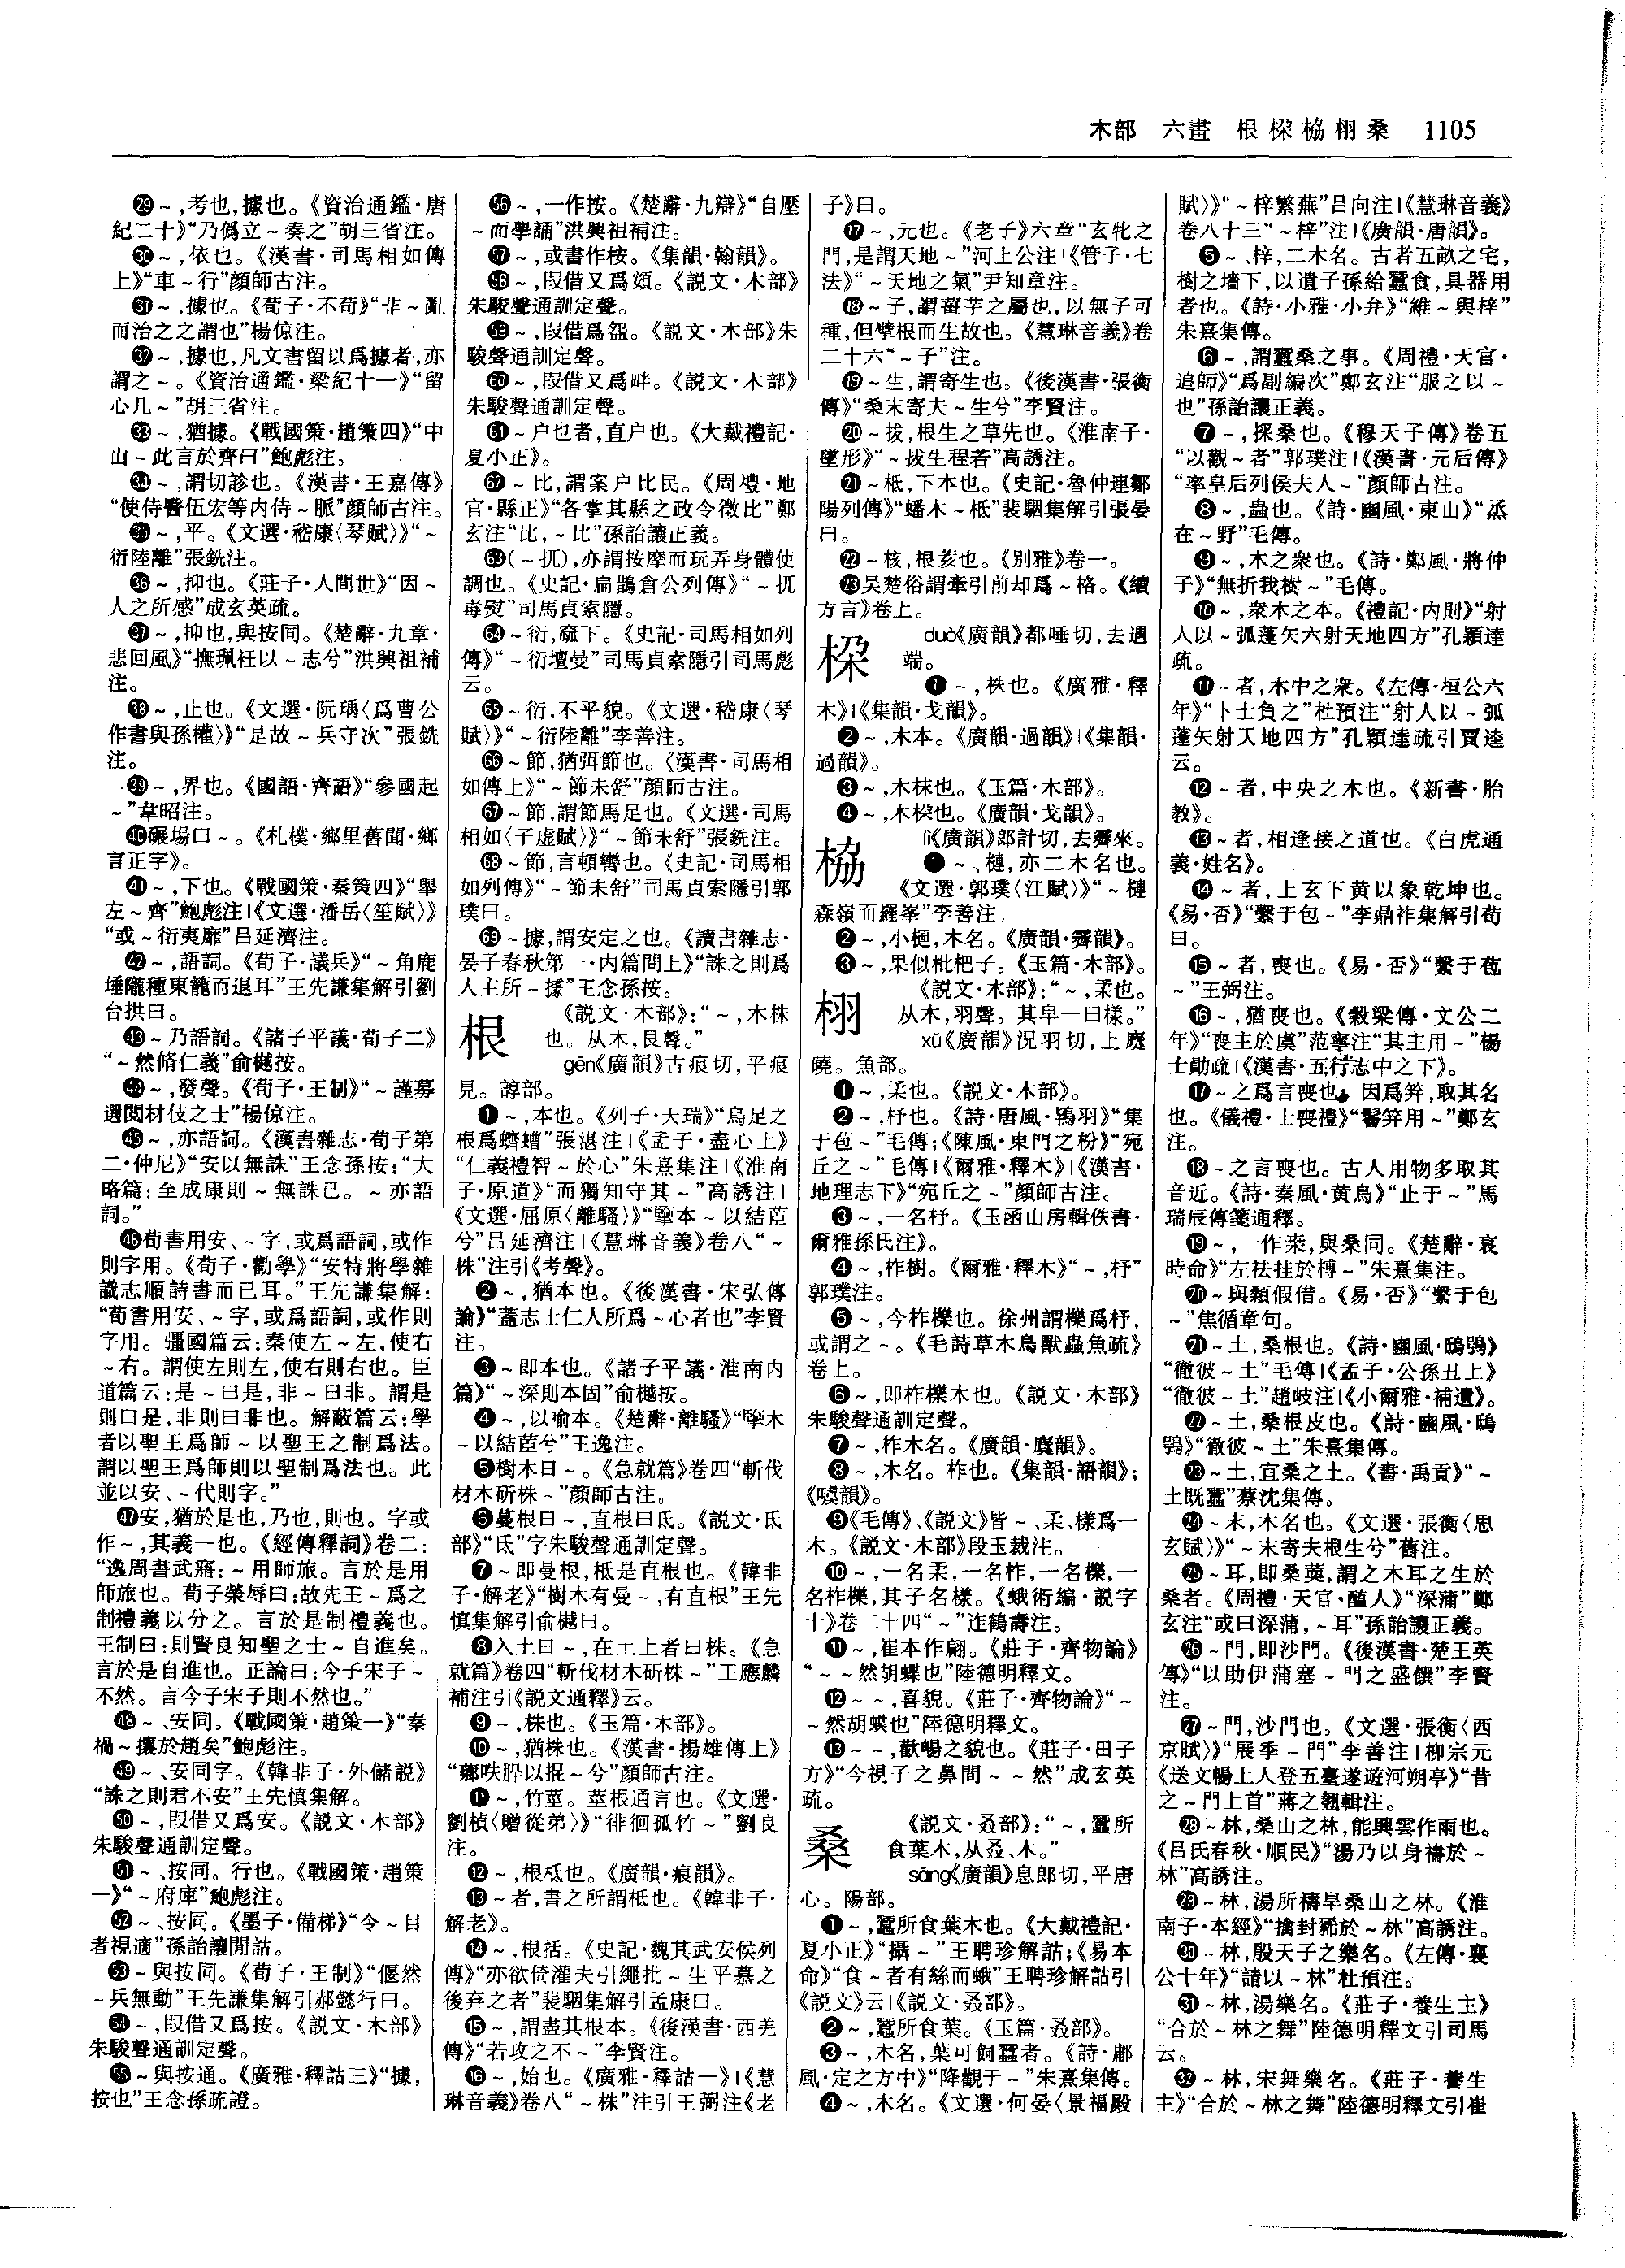 木部　六畫　根椺栛栩桑　1105
㉙～,考也,據也。《資治通鑑·唐
紀二十》“乃僞立～奏之”胡三省注。
㉚～,依也。《漢書·司馬相如傳
上》“車～行”顏師古注。
㉛～,據也。《荀子·不苟》“非～亂
而治之之謂也”楊倞注。
㉜～,據也,凡文書留以爲據者,亦
謂之～。《資治通鑑·梁紀十一》“留
心几～”胡三省注。
㉝～,猶據。《戰國策·趙策四》“中
山～此言於齊曰”鮑彪注。
㉞～,謂切診也。《漢書·王嘉傳》
“使侍醫伍宏等内侍～脈”顏師古注。
㉟～,平。《文選·嵇康〈琴賦〉》“～
衍陸離”張銑注。
㊱～,抑也。《莊子·人間世》“因～
人之所感”成玄英疏。
㊲～,抑也,與按同。《楚辭·九章·
悲回風》“撫珮衽以～志兮”洪興祖補
注。
㊳～,止也。《文選·阮瑀〈爲曹公
作書與孫權〉》“是故～兵守次”張銑
注。
㊴～,界也。《國語·齊語》“參國起
～”韋昭注。
㊵碾場曰～。《札樸·鄉里舊聞·鄉
言正字》。
㊶～,下也。《戰國策·秦策四》“舉
左～齊”鮑彪注|《文選·潘岳〈笙賦〉》
“或～衍夷靡”吕延濟注。
㊷～,語詞。《荀子·議兵》“～角鹿
埵隴種東籠而退耳”王先謙集解引劉
台拱曰。
㊸～乃語詞。《諸子平議·荀子二》
“～然脩仁義”俞樾按。
㊹～,發聲。《荀子·王制》“～謹募
選閲材伎之士”楊倞注。
㊺～,亦語詞。《漢書雜志·荀子第
二·仲尼》“安以無誅”王念孫按:“大
略篇:至成康則～無誅已。～亦語
詞。”
㊻荀書用安、～字,或爲語詞,或作
則字用。《荀子·勸學》“安特將學雜
識志順詩書而已耳。”王先謙集解:
“荀書用安、～字,或爲語詞,或作則
字用。彊國篇云:秦使左～左,使右
～右。謂使左則左,使右則右也。臣
道篇云:是～曰是,非～曰非。謂是
則曰是,非則曰非也。解蔽篇云:學
者以聖王爲師～以聖王之制爲法。
謂以聖王爲師則以聖制爲法也。此
並以安、～代則字。”
㊼安,猶於是也,乃也,則也。字或
作～,其義一也。《經傳釋詞》卷二:
“逸周書武寤:～用師旅。言於是用
師旅也。荀子榮辱曰:故先王～爲之
制禮義以分之。言於是制禮義也。
王制曰:則賢良知聖之士～自進矣。
言於是自進也。正論曰:今子宋子～
不然。言今子宋子則不然也。”
㊽～、安同。《戰國策·趙策一》“秦
禍～攘於趙矣”鮑彪注。
㊾～、安同字。《韓非子·外儲説》
“誅之則君不安”王先慎集解。
㊿～,叚借又爲安。《説文·木部》
朱駿聲通訓定聲。
51～、按同。行也。《戰國策·趙策
一》“～府庫”鮑彪注。
52～、按同。《墨子·備梯》“令～目
者視適”孫詒讓閒詁。
53～與按同。《荀子·王制》“偃然
～兵無動”王先謙集解引郝懿行曰。
54～,叚借又爲按。《説文·木部》
朱駿聲通訓定聲。
55～與按通。《廣雅·釋詁三》“據,
按也”王念孫疏證。
56～,一作按。《楚辭·九辯》“自壓
～而學誦”洪興祖補注。
57～,或書作桉。《集韻·翰韻》。
58～,叚借又爲頞。《説文·木部》
朱駿聲通訓定聲。
59～,叚借爲盌。《説文·木部》朱
駿聲通訓定聲。
60～,叚借又爲畔。《説文·木部》
朱駿聲通訓定聲。
61～户也者,直户也。《大戴禮記·
夏小正》。
62～比,謂案户比民。《周禮·地
官·縣正》“各掌其縣之政令徵比”鄭
玄注“比,～比”孫詒讓正義。
63(～扤),亦謂按摩而玩弄身體使
調也。《史記·扁鵲倉公列傳》“～扤
毒熨”司馬貞索隱。
64～衍,窳下。《史記·司馬相如列
傳》“～衍壇曼”司馬貞索隱引司馬彪
云。
65～衍,不平貌。《文選·嵇康〈琴
賦〉》“～衍陸離”李善注。
66～節,猶弭節也。《漢書·司馬相
如傳上》“～節未舒”顏師古注。
67～節,謂節馬足也。《文選·司馬
相如〈子虚賦〉》“～節未舒”張銑注。
68～節,言頓轡也。《史記·司馬相
如列傳》“～節未舒”司馬貞索隱引郭
璞曰。
69～據,謂安定之也。《讀書雜志·
晏子春秋第一·内篇問上》“誅之則爲
人主所～據”王念孫按。
根
《説文·木部》:“～,木株
也。从木,艮聲。”
gēn《廣韻》古痕切,平痕
見。諄部。
❶～,本也。《列子·天瑞》“烏足之
根爲蠐螬”張湛注|《孟子·盡心上》
“仁義禮智～於心”朱熹集注|《淮南
子·原道》“而獨知守其～”高誘注|
《文選·屈原〈離騷〉》“擥木～以結茝
兮”吕延濟注|《慧琳音義》卷八“～
株”注引《考聲》。
❷～,猶本也。《後漢書·宋弘傳
論》“蓋志士仁人所爲～心者也”李賢
注。
❸～即本也。《諸子平議·淮南内
篇》“～深則本固”俞樾按。
❹～,以喻本。《楚辭·離騷》“擥木
～以結茝兮”王逸注。
❺樹木曰～。《急就篇》卷四“斬伐
材木斫株～”顏師古注。
❻蔓根曰～,直根曰氐。《説文·氏
部》“氐”字朱駿聲通訓定聲。
❼～即曼根,柢是直根也。《韓非
子·解老》“樹木有曼～,有直根”王先
慎集解引俞樾曰。
❽入土曰～,在土上者曰株。《急
就篇》卷四“斬伐材木斫株～”王應麟
補注引《説文通釋》云。
❾～,株也。《玉篇·木部》。
❿～,猶株也。《漢書·揚雄傳上》
“薌呹肸以掍～兮”顏師古注。
⓫～,竹莖。莖根通言也。《文選·
劉楨〈贈從弟〉》“徘徊孤竹～”劉良
注。
⓬～,根柢也。《廣韻·痕韻》。
⓭～者,書之所謂柢也。《韓非子·
解老》。
⓮～,根括。《史記·魏其武安侯列
傳》“亦欲倚灌夫引繩批～生平慕之
後弃之者”裴駰集解引孟康曰。
⓯～,謂盡其根本。《後漢書·西羌
傳》“若攻之不～”李賢注。
⓰～,始也。《廣雅·釋詁一》|《慧
琳音義》卷八“～株”注引王弼注《老
子》曰。
⓱～,元也。《老子》六章“玄牝之
門,是謂天地～”河上公注|《管子·七
法》“～天地之氣”尹知章注。
⓲～子,謂薑芋之屬也,以無子可
種,但擘根而生故也。《慧琳音義》卷
二十六“～子”注。
⓳～生,謂寄生也。《後漢書·張衡
傳》“桑末寄夫～生兮”李賢注。
⓴～拔,根生之草先也。《淮南子·
墬形》“～拔生程若”高誘注。
㉑～柢,下本也。《史記·魯仲連鄒
陽列傳》“蟠木～柢”裴駰集解引張晏
曰。
㉒～核,根荄也。《别雅》卷一。
㉓吴楚俗謂牽引前却爲～格。《續
方言》卷上。
椺
duò《廣韻》都唾切,去過
端。
❶～,株也。《廣雅·釋
木》|《集韻·戈韻》。
❷～,木本。《廣韻·過韻》|《集韻·
過韻》。
❸～,木枺也。《玉篇·木部》。
❹～,木椺也。《廣韻·戈韻》。
栛
lì《廣韻》郎計切,去霽來。
❶～、槤,亦二木名也。
《文選·郭璞〈江賦〉》“～槤
森嶺而羅峯”李善注。
❷～,小槤,木名。《廣韻·霽韻》。
❸～,果似枇杷子。《玉篇·木部》。
栩
《説文·木部》:“～,柔也。
从木,羽聲。其皁一曰樣。”
xǔ《廣韻》況羽切,上麌
曉。魚部。
❶～,柔也。《説文·木部》。
❷～,杼也。《詩·唐風·鴇羽》“集
于苞～”毛傳;《陳風·東門之枌》“宛
丘之～”毛傳|《爾雅·釋木》|《漢書·
地理志下》“宛丘之～”顏師古注。
❸～,一名杼。《玉函山房輯佚書·
爾雅孫氏注》。
❹～,柞樹。《爾雅·釋木》“～,杼”
郭璞注。
❺～,今柞櫟也。徐州謂櫟爲杼,
或謂之～。《毛詩草木鳥獸蟲魚疏》
卷上。
❻～,即柞櫟木也。《説文·木部》
朱駿聲通訓定聲。
❼～,柞木名。《廣韻·麌韻》。
❽～,木名。柞也。《集韻·語韻》;
《噳韻》。
❾《毛傳》、《説文》皆～、柔、樣爲一
木。《説文·木部》段玉裁注。
❿～,一名柔,一名柞,一名櫟,一
名柞櫟,其子名樣。《蛾術編·説字
十》卷二十四“～”迮鶴壽注。
⓫～,崔本作翩。《莊子·齊物論》
“～～然胡蝶也”陸德明釋文。
⓬～～,喜貌。《莊子·齊物論》“～
～然胡蝶也”陸德明釋文。
⓭～～,歡暢之貌也。《莊子·田子
方》“今視子之鼻間～～然”成玄英
疏。
桑
《説文·叒部》:“～,蠶所
食葉木,从叒、木。”
sāng《廣韻》息郎切,平唐
心。陽部。
❶～,蠶所食葉木也。《大戴禮記·
夏小正》“攝～”王聘珍解詁;《易本
命》“食～者有絲而蛾”王聘珍解詁引
《説文》云|《説文·叒部》。
❷～,蠶所食葉。《玉篇·叒部》。
❸～,木名,葉可飼蠶者。《詩·鄘
風·定之方中》“降觀于～”朱熹集傳。
❹～,木名。《文選·何晏〈景福殿
賦〉》“～梓繁蕪”吕向注|《慧琳音義》
卷八十三“～梓”注|《廣韻·唐韻》。
❺～、梓,二木名。古者五畝之宅,
樹之墙下,以遺子孫給蠶食,具器用
者也。《詩·小雅·小弁》“維～與梓”
朱熹集傳。
❻～,謂蠶桑之事。《周禮·天官·
追師》“爲副編次”鄭玄注“服之以～
也”孫詒讓正義。
❼～,採桑也。《穆天子傳》卷五
“以觀～者”郭璞注|《漢書·元后傳》
“率皇后列侯夫人～”顏師古注。
❽～,蟲也。《詩·豳風·東山》“烝
在～野”毛傳。
❾～,木之衆也。《詩·鄭風·將仲
子》“無折我樹～”毛傳。
❿～,衆木之本。《禮記·内則》“射
人以～弧蓬矢六射天地四方”孔穎達
疏。
⓫～者,木中之衆。《左傳·桓公六
年》“卜士負之”杜預注“射人以～弧
蓬矢射天地四方”孔穎達疏引賈逵
云。
⓬～者,中央之木也。《新書·胎
教》。
⓭～者,相逢接之道也。《白虎通
義·姓名》。
⓮～者,上玄下黄以象乾坤也。
《易·否》“繫于包～”李鼎祚集解引荀
曰。
⓯～者,喪也。《易·否》“繫于苞
～”王弼注。
⓰～,猶喪也。《穀梁傳·文公二
年》“喪主於虞”范寧注“其主用～”楊
士勛疏|《漢書·五行志中之下》。
⓱～之爲言喪也。因爲笄,取其名
也。《儀禮·士喪禮》“鬠笄用～”鄭玄
注。
⓲～之言喪也。古人用物多取其
音近。《詩·秦風·黄鳥》“止于～”馬
瑞辰傳箋通釋。
⓳～,一作桒,與桑同。《楚辭·哀
時命》“左袪挂於榑～”朱熹集注。
⓴～與顙假借。《易·否》“繫于包
～”焦循章句。
㉑～土,桑根也。《詩·豳風·鴟鴞》
“徹彼～土”毛傳|《孟子·公孫丑上》
“徹彼～土”趙岐注|《小爾雅·補遺》。
㉒～土,桑根皮也。《詩·豳風·鴟
鴞》“徹彼～土”朱熹集傳。
㉓～土,宜桑之土。《書·禹貢》“～
土既蠶”蔡沈集傳。
㉔～末,木名也。《文選·張衡〈思
玄賦〉》“～末寄夫根生兮”舊注。
㉕～耳,即桑萸,謂之木耳之生於
桑者。《周禮·天官·醢人》“深蒲”鄭
玄注“或曰深蒲,～耳”孫詒讓正義。
㉖～門,即沙門。《後漢書·楚王英
傳》“以助伊蒲塞～門之盛饌”李賢
注。
㉗～門,沙門也。《文選·張衡〈西
京賦〉》“展季～門”李善注|柳宗元
《送文暢上人登五臺遂遊河朔亭》“昔
之～門上首”蔣之翹輯注。
㉘～林,桑山之林,能興雲作雨也。
《吕氏春秋·順民》“湯乃以身禱於～
林”高誘注。
㉙～林,湯所禱旱桑山之林。《淮
南子·本經》“擒封豨於～林”高誘注。
㉚～林,殷天子之樂名。《左傳·襄
公十年》“請以～林”杜預注。
㉛～林,湯樂名。《莊子·養生主》
“合於～林之舞”陸德明釋文引司馬
云。
㉜～林,宋舞樂名。《莊子·養生
主》“合於～林之舞”陸德明釋文引崔